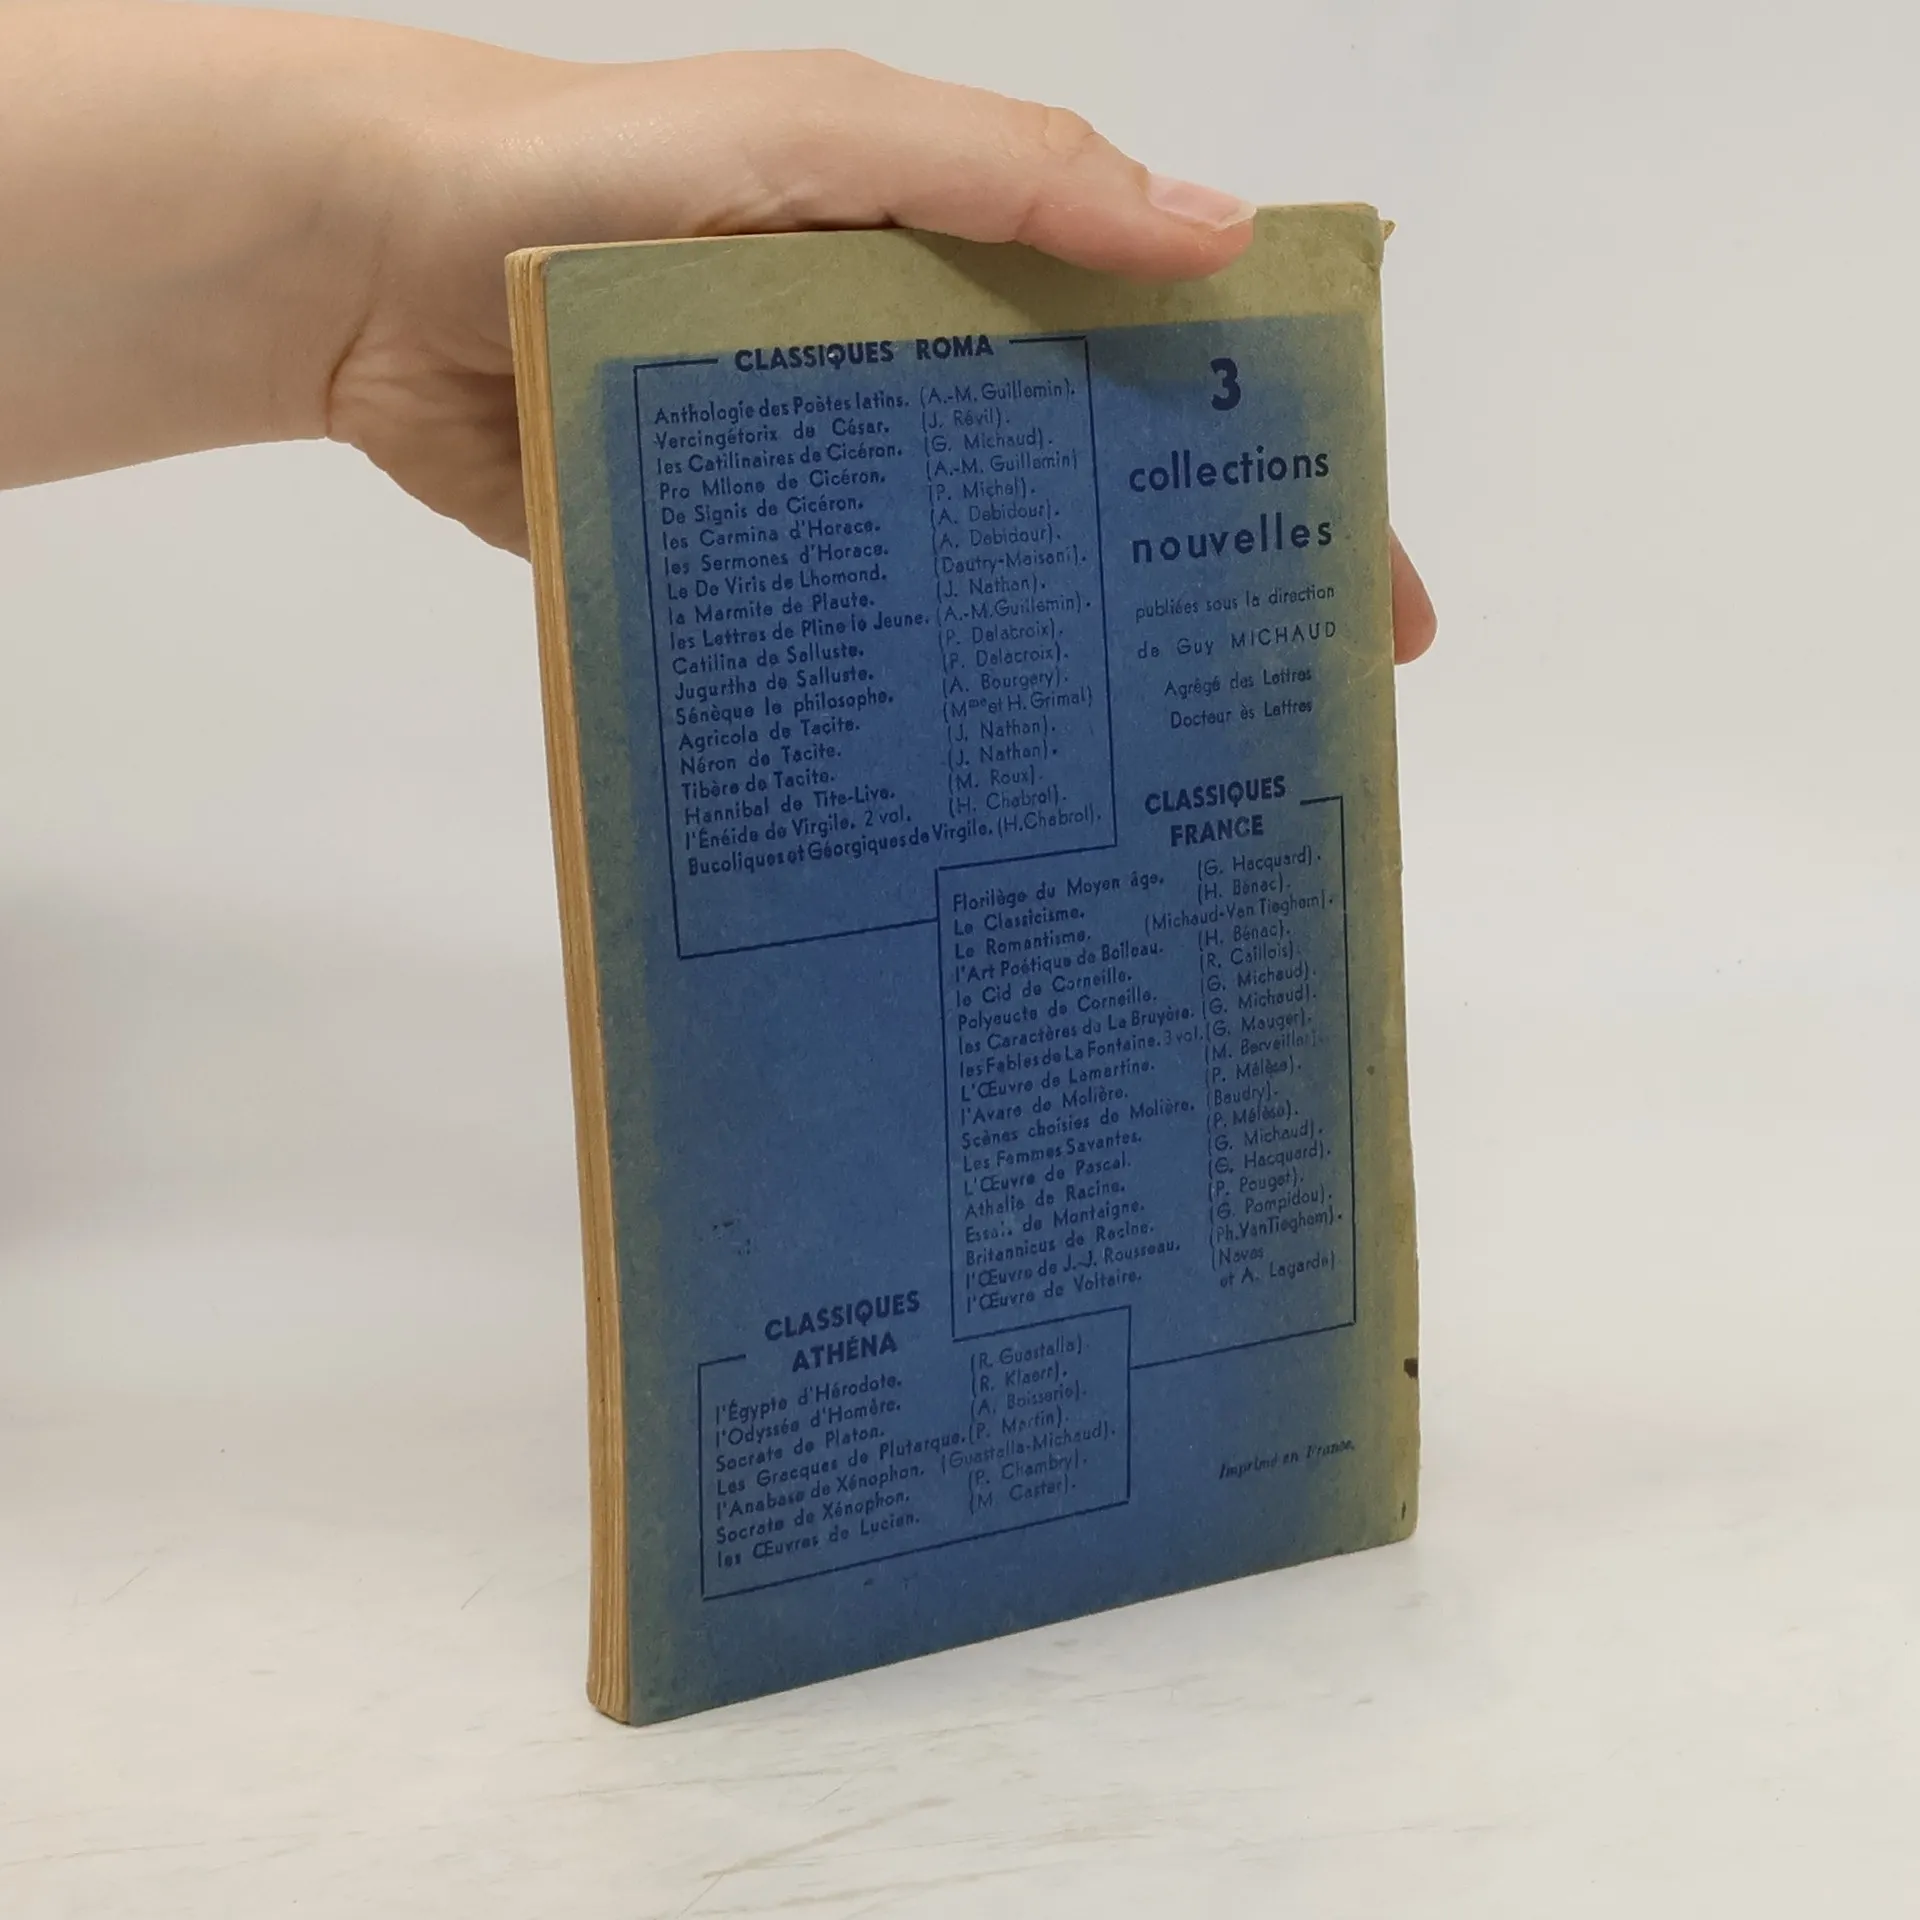 CLASSIQUES ROMA
Anthologie des Poètes latins. (A.-M. Guillemin).
Vercingétorix de César. (J. Révil).
les Catilinaires de Cicéron. (G. Michaud).
Pro Milone de Cicéron. (A.-M. Guillemin)
De Signis de Cicéron. (P. Michel).
les Carmina d'Horace. (A. Debidour).
les Sermones d'Horace. (A. Debidour).
Le De Viris de Lhomond. (Dautry-Maisani).
la Marmite de Plaute. (J. Nathan).
les Lettres de Pline le Jeune. (A.-M.Guillemin).
Catilina de Salluste. (P. Delacroix).
Jugurtha de Salluste. (P. Delacroix).
Sénèque le philosophe. (A. Bourgery).
Agricola de Tacite. (Mme et H. Grimal)
Néron de Tacite. (J. Nathan).
Tibère de Tacite. (J. Nathan).
Hannibal de Tite-Live. (M. Roux).
l'Énéide de Virgile. 2 vol. (H. Chabrol).
Bucoliques et Géorgiques de Virgile. (H.Chabrol).
3
collections
nouvelles
publiées sous la direction
de Guy MICHAUD
Agrégé des Lettres
Docteur ès Lettres
CLASSIQUES
FRANCE
Florilège du Moyen âge. (G. Hacquard).
Le Classicisme. (H. Bénac).
Le Romantisme. (Michaud-Van Tieghem).
l'Art Poétique de Boileau. (H. Bénac).
le Cid de Corneille. (R. Caillois).
Polyeucte de Corneille. (G. Michaud).
les Caractères de La Bruyère. (G. Michaud).
les Fables de La Fontaine. 3 vol. (G. Mauger).
L'Œuvre de Lamartine. (M. Berveiller).
l'Avare de Molière. (P. Mélèse).
Scènes choisies de Molière. (Baudry).
Les Femmes Savantes. (P. Mélèse).
L'Œuvre de Pascal. (G. Michaud).
Athalie de Racine. (G. Hacquard).
Essais de Montaigne. (P. Pouget).
Britannicus de Racine. (G. Pompidou).
l'Œuvre de J.-J. Rousseau. (Ph.VanTieghem).
l'Œuvre de Voltaire. (Naves
et A. Lagarde)
CLASSIQUES
ATHÉNA
l'Égypte d'Hérodote. (R. Guastalla).
l'Odyssée d'Homère. (R. Klaerr).
Socrate de Platon. (A. Boisserie).
Les Gracques de Plutarque. (P. Martin).
l'Anabase de Xénophon. (Guastalla-Michaud).
Socrate de Xénophon. (P. Chambry).
les Œuvres de Lucien. (M. Caster).
Imprimé en France.